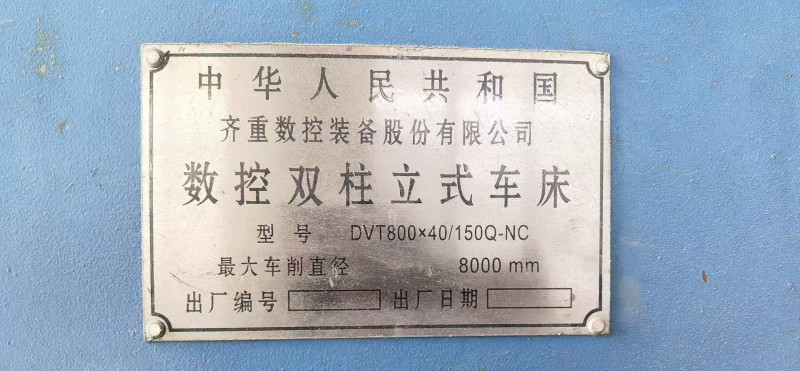 中华人民共和国
齐重数控装备股份有限公司
数控双柱立式车床
型号 DVT800×40/150Q-NC
最大车削直径 8000 mm
出厂编号 出厂日期